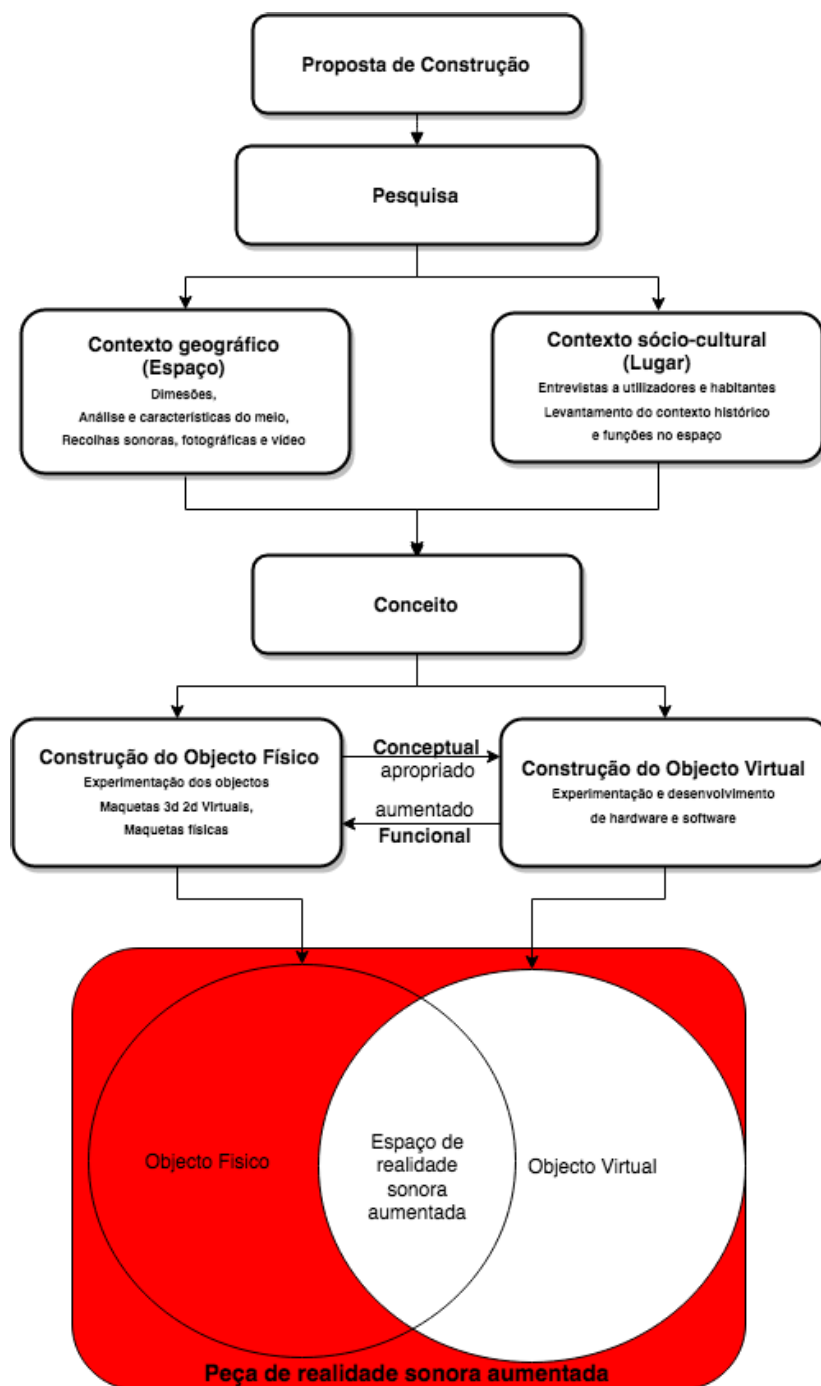 Proposta de Construção
Pesquisa
Contexto geográfico
(Espaço)
Dimesões,
Análise e características do meio,
Recolhas sonoras, fotográficas e vídeo
Contexto sócio-cultural
(Lugar)
Entrevistas a utilizadores e habitantes
Levantamento do contexto histórico
e funções no espaço
Conceito
Construção do Objecto Físico
Experimentação dos objectos
Maquetas 3d 2d Virtuais,
Maquetas físicas
Conceptual
apropriado
aumentado
Funcional
Construção do Objecto Virtual
Experimentação e desenvolvimento
de hardware e software
Objecto Fisico
Espaço de
realidade
sonora
aumentada
Objecto Virtual
Peça de realidade sonora aumentada